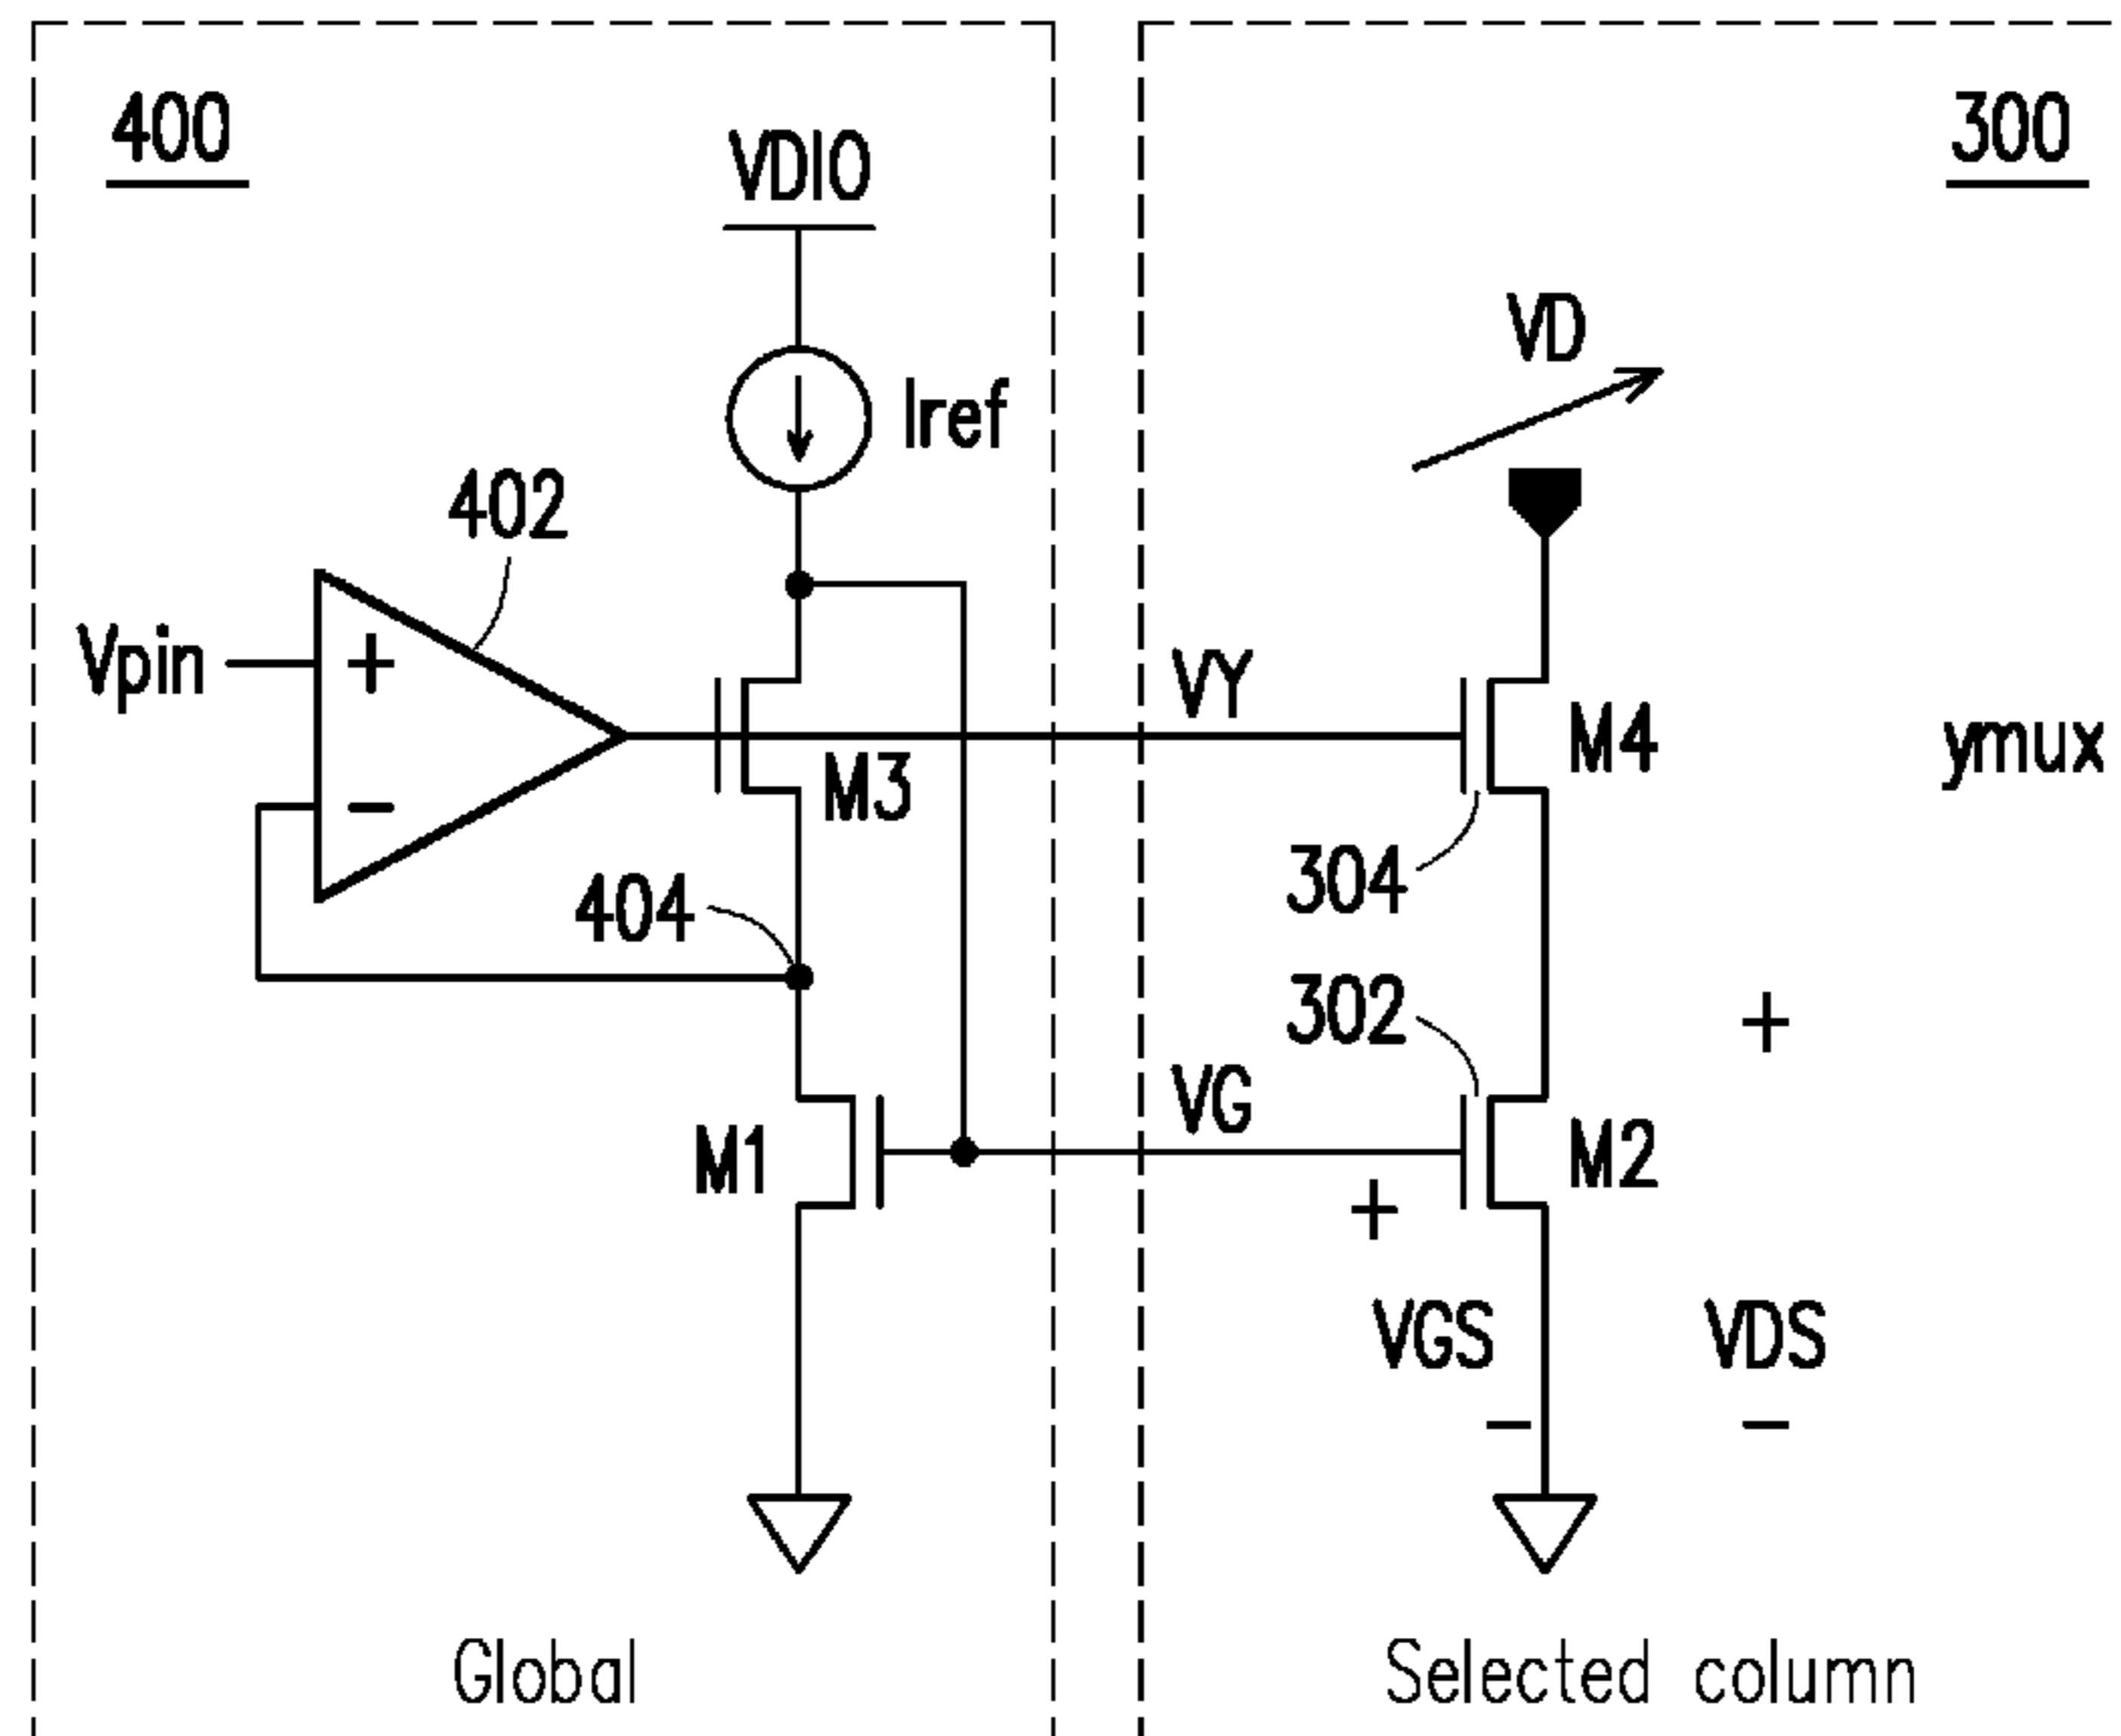 400
300
VDIO
VD
Iref
402
Vpin
+
VY
M3
M4
ymux
-
404
304
302
+
VG
M1
M2
+
VGS
VDS
-
-
Global
Selected column